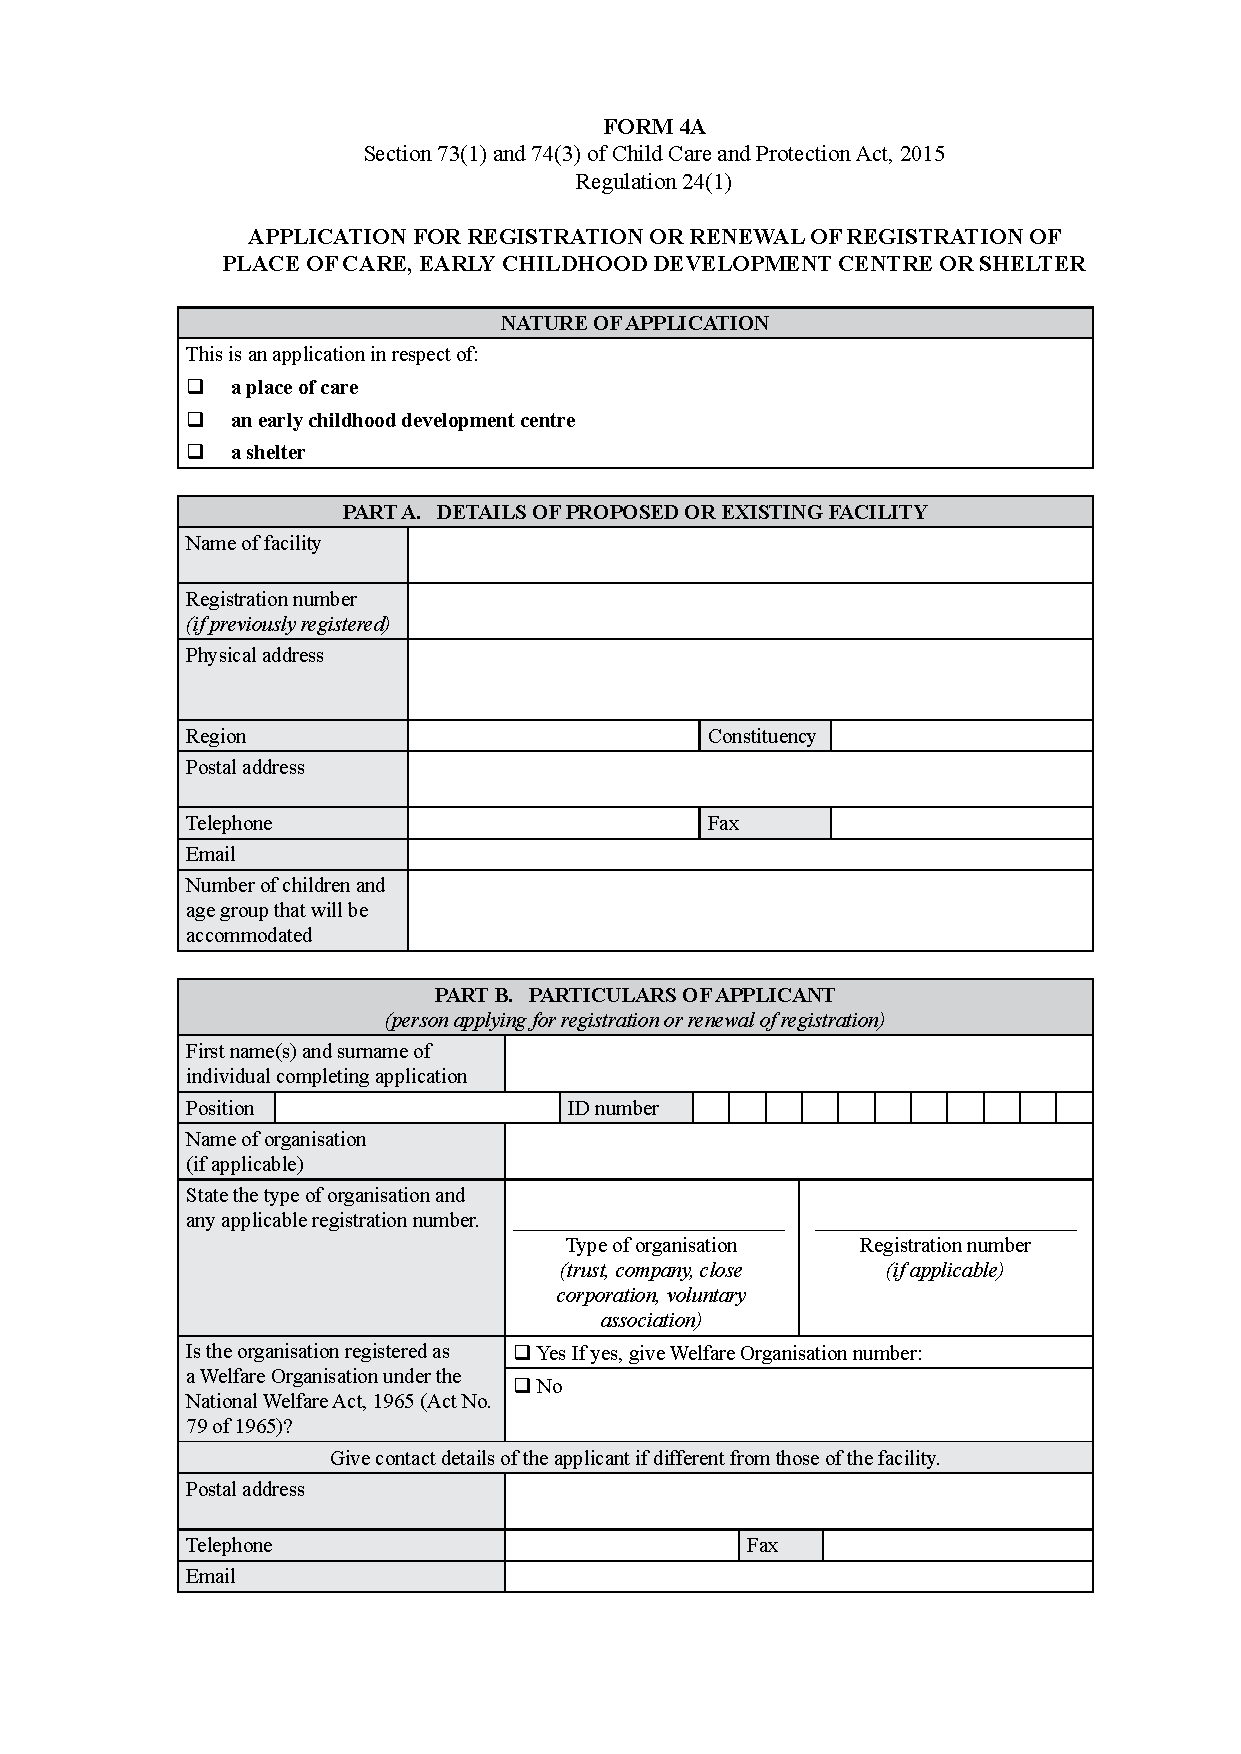 FORM 4A
Section 73(1) and 74(3) of Child Care and Protection Act, 2015
Regulation 24(1)
APPLICATION FOR REGISTRATION OR RENEWAL OF REGISTRATION OF
PLACE OF CARE, EARLY CHILDHOOD DEVELOPMENT CENTRE OR SHELTER
NATURE OF APPLICATION
This is an application in respect of:
❑ a place of care
❑ an early childhood development centre
❑ a shelter
PART A. DETAILS OF PROPOSED OR EXISTING FACILITY
Name of facility
Registration number
(if previously registered)
Physical address
Region Constituency
Postal address
Telephone Fax
Email
Number of children and
age group that will be
accommodated
PART B. PARTICULARS OF APPLICANT
(person applying for registration or renewal of registration)
First name(s) and surname of
individual completing application
Position ID number
Name of organisation
(if applicable)
State the type of organisation and
any applicable registration number.
Type of organisation
(trust, company, close
corporation, voluntary
association)
Registration number
(if applicable)
Is the organisation registered as
a Welfare Organisation under the
National Welfare Act, 1965 (Act No.
79 of 1965)?
❑ Yes If yes, give Welfare Organisation number:
❑ No
Give contact details of the applicant if different from those of the facility.
Postal address
Telephone Fax
Email